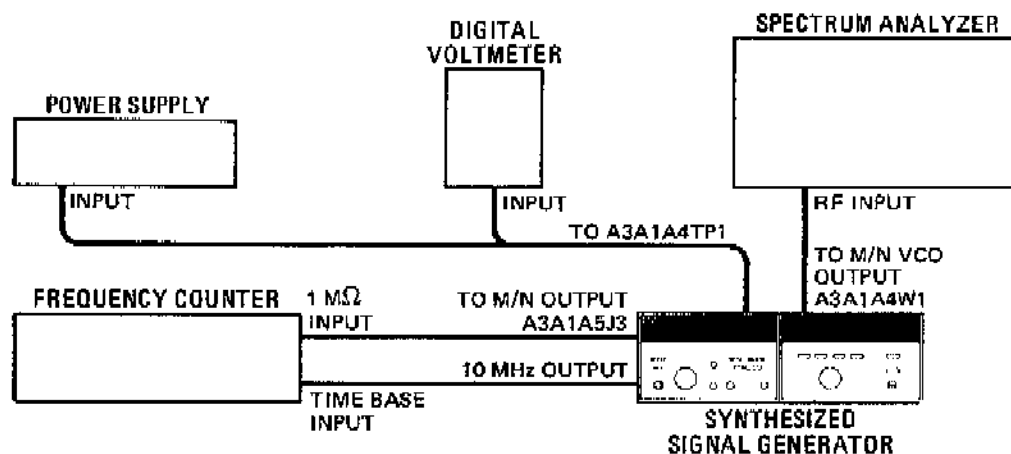 SPECTRUM ANALYZER
DIGITAL
VOLTMETER
POWER SUPPLY
INPUT
INPUT
RF INPUT
TO A3A1A4TP1
TO M/N VCO
OUTPUT
A3A1A4W1
FREQUENCY COUNTER
1 MΩ
INPUT
TO M/N OUTPUT
A3A1A5J3
10 MHz OUTPUT
TIME BASE
INPUT
SYNTHESIZED
SIGNAL GENERATOR